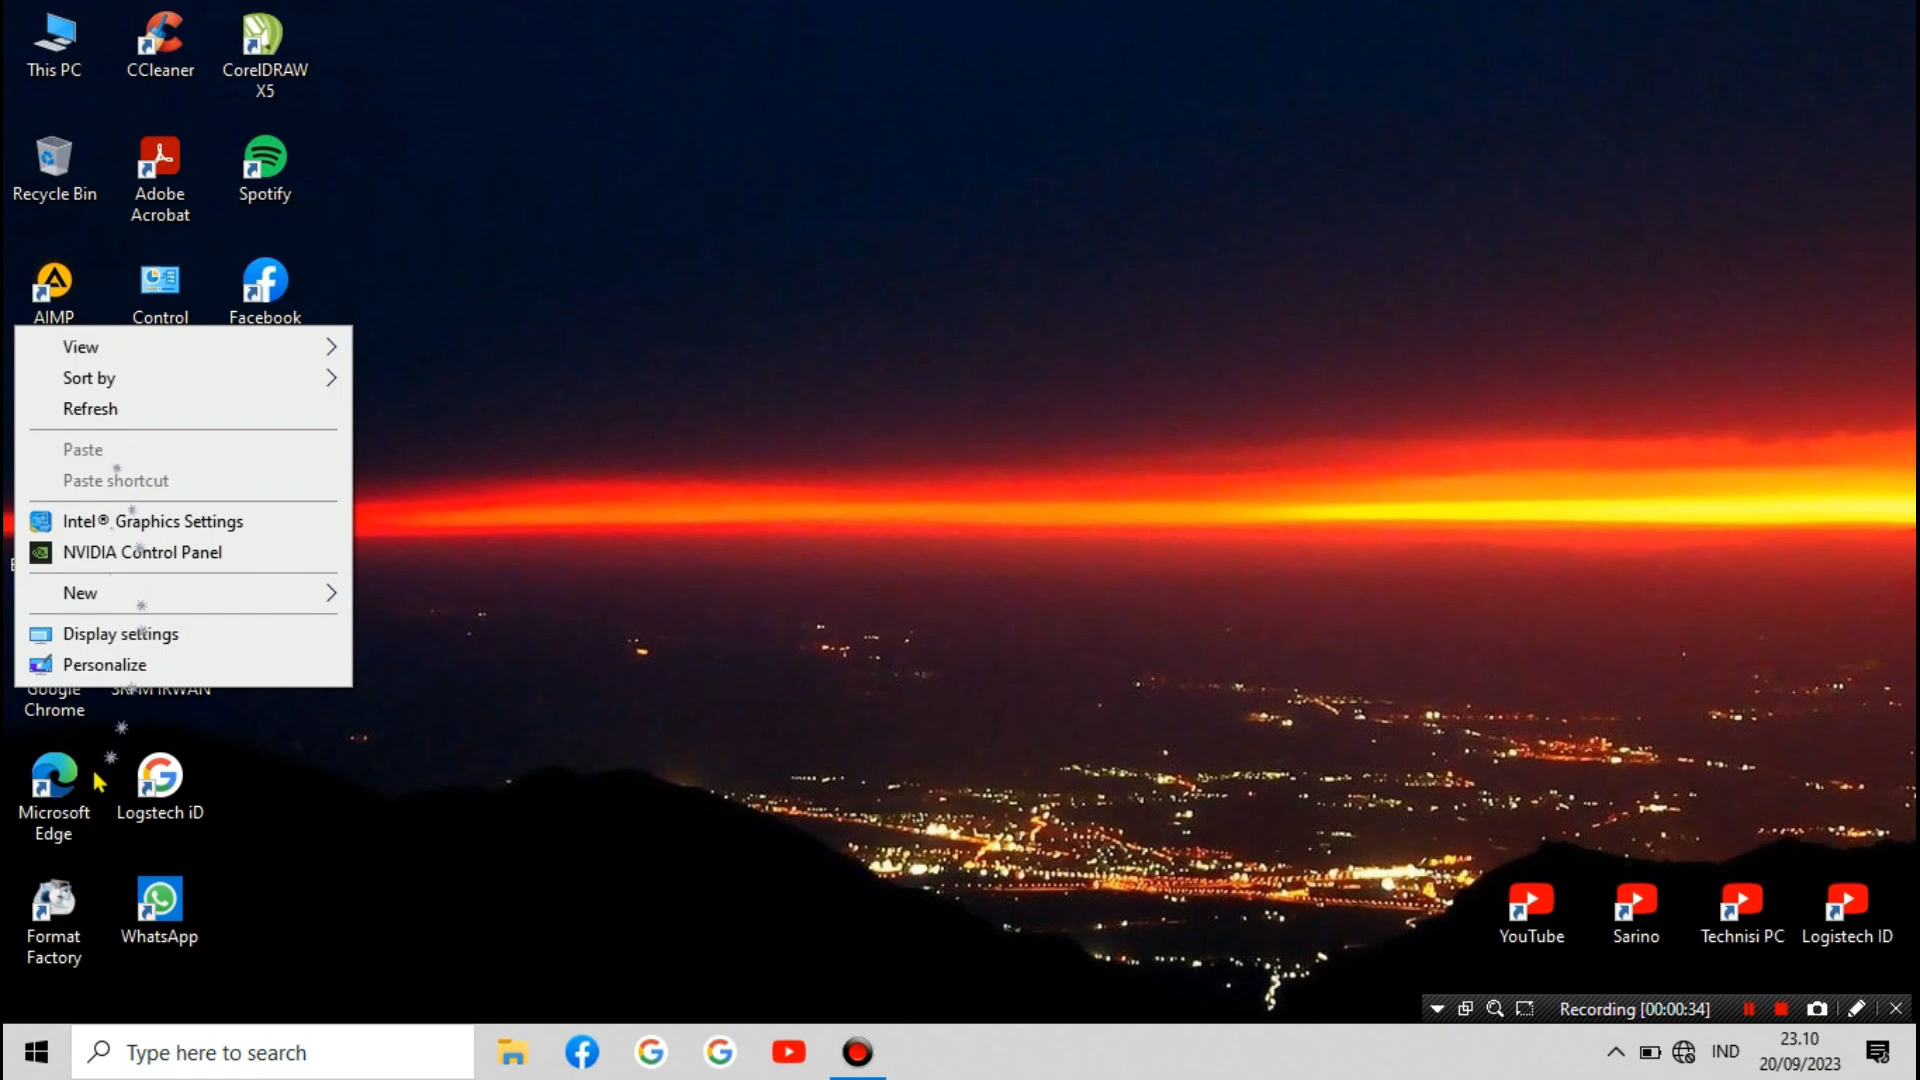 This PC
CCleaner
CorelDRAW
X5
Recycle Bin
Adobe
Acrobat
Spotify
AIMP
Control
Facebook
View
Sort by
Refresh
Paste
Paste shortcut
Intel® Graphics Settings
NVIDIA Control Panel
New
Display settings
Personalize
Google
Chrome
Microsoft
Edge
Logstech iD
Format
Factory
WhatsApp
YouTube
Sarino
Technisi PC
Logistech ID
Recording [00:00:34]
Type here to search
IND
23.10
20/09/2023